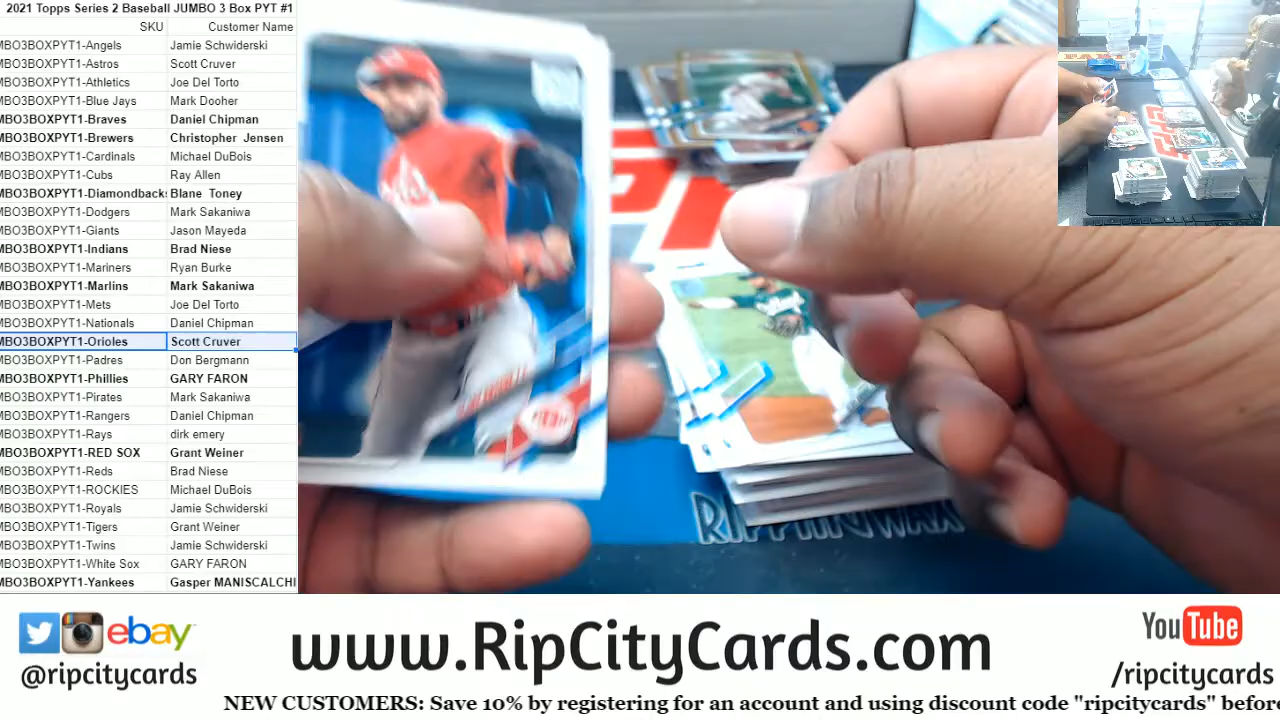 2021 Topps Series 2 Baseball JUMBO 3 Box PYT #1
SKU Customer Name
MBO3BOXPYT1-Angels Jamie Schwiderski
MBO3BOXPYT1-Astros Scott Cruver
MBO3BOXPYT1-Athletics Joe Del Torto
MBO3BOXPYT1-Blue Jays Mark Dooher
MBO3BOXPYT1-Braves Daniel Chipman
MBO3BOXPYT1-Brewers Christopher Jensen
MBO3BOXPYT1-Cardinals Michael DuBois
MBO3BOXPYT1-Cubs Ray Allen
MBO3BOXPYT1-Diamondbacks Blane Toney
MBO3BOXPYT1-Dodgers Mark Sakaniwa
MBO3BOXPYT1-Giants Jason Mayeda
MBO3BOXPYT1-Indians Brad Niese
MBO3BOXPYT1-Mariners Ryan Burke
MBO3BOXPYT1-Marlins Mark Sakaniwa
MBO3BOXPYT1-Mets Joe Del Torto
MBO3BOXPYT1-Nationals Daniel Chipman
MBO3BOXPYT1-Orioles Scott Cruver
MBO3BOXPYT1-Padres Don Bergmann
MBO3BOXPYT1-Phillies GARY FARON
MBO3BOXPYT1-Pirates Mark Sakaniwa
MBO3BOXPYT1-Rangers Daniel Chipman
MBO3BOXPYT1-Rays dirk emery
MBO3BOXPYT1-RED SOX Grant Weiner
MBO3BOXPYT1-Reds Brad Niese
MBO3BOXPYT1-ROCKIES Michael DuBois
MBO3BOXPYT1-Royals Jamie Schwiderski
MBO3BOXPYT1-Tigers Grant Weiner
MBO3BOXPYT1-Twins Jamie Schwiderski
MBO3BOXPYT1-White Sox GARY FARON
MBO3BOXPYT1-Yankees Gasper MANISCALCHI
REDS
RIPPINWAX
ebay
@ripcitycards
www.RipCityCards.com
YouTube
/ripcitycards
NEW CUSTOMERS: Save 10% by registering for an account and using discount code "ripcitycards" befor